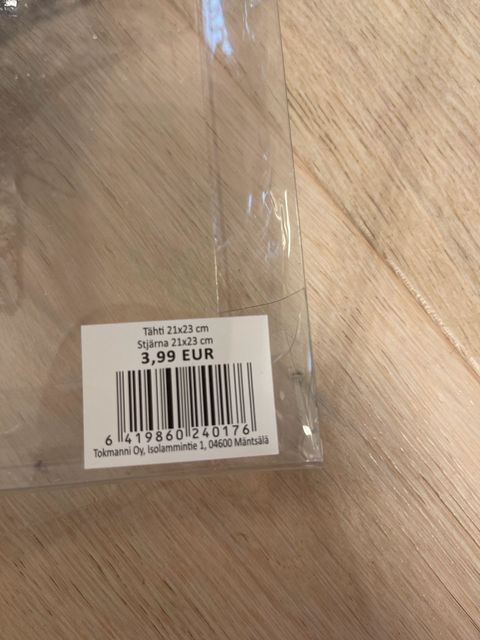 Tähti 21x23 cm
Stjärna 21x23 cm
3,99 EUR
6 419860 240176
Tokmanni Oy, Isolammintie 1, 04600 Mäntsälä